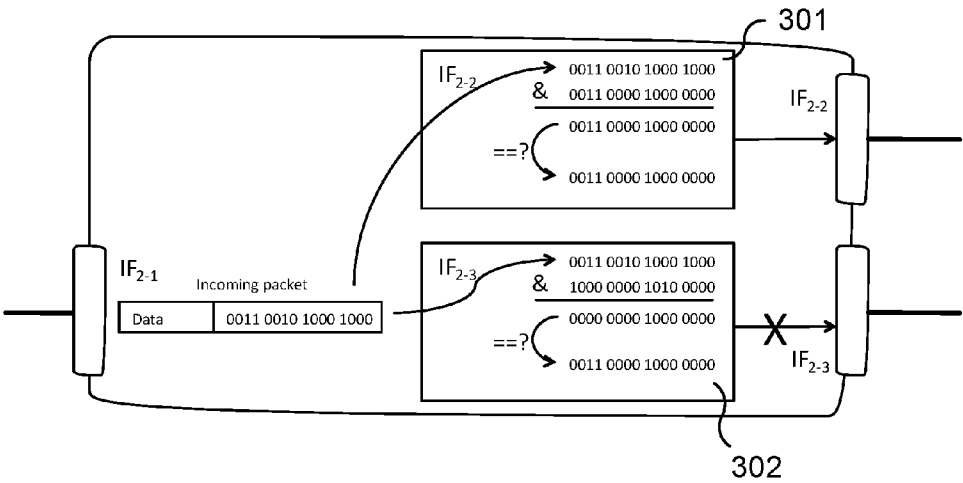 301
IF2-2
0011 0010 1000 1000
& 0011 0000 1000 0000
0011 0000 1000 0000
==?
0011 0000 1000 0000
IF2-2
IF2-1
Incoming packet
Data 0011 0010 1000 1000
IF2-3
0011 0010 1000 1000
& 1000 0000 1010 0000
0000 0000 1000 0000
==?
0011 0000 1000 0000
X
IF2-3
302